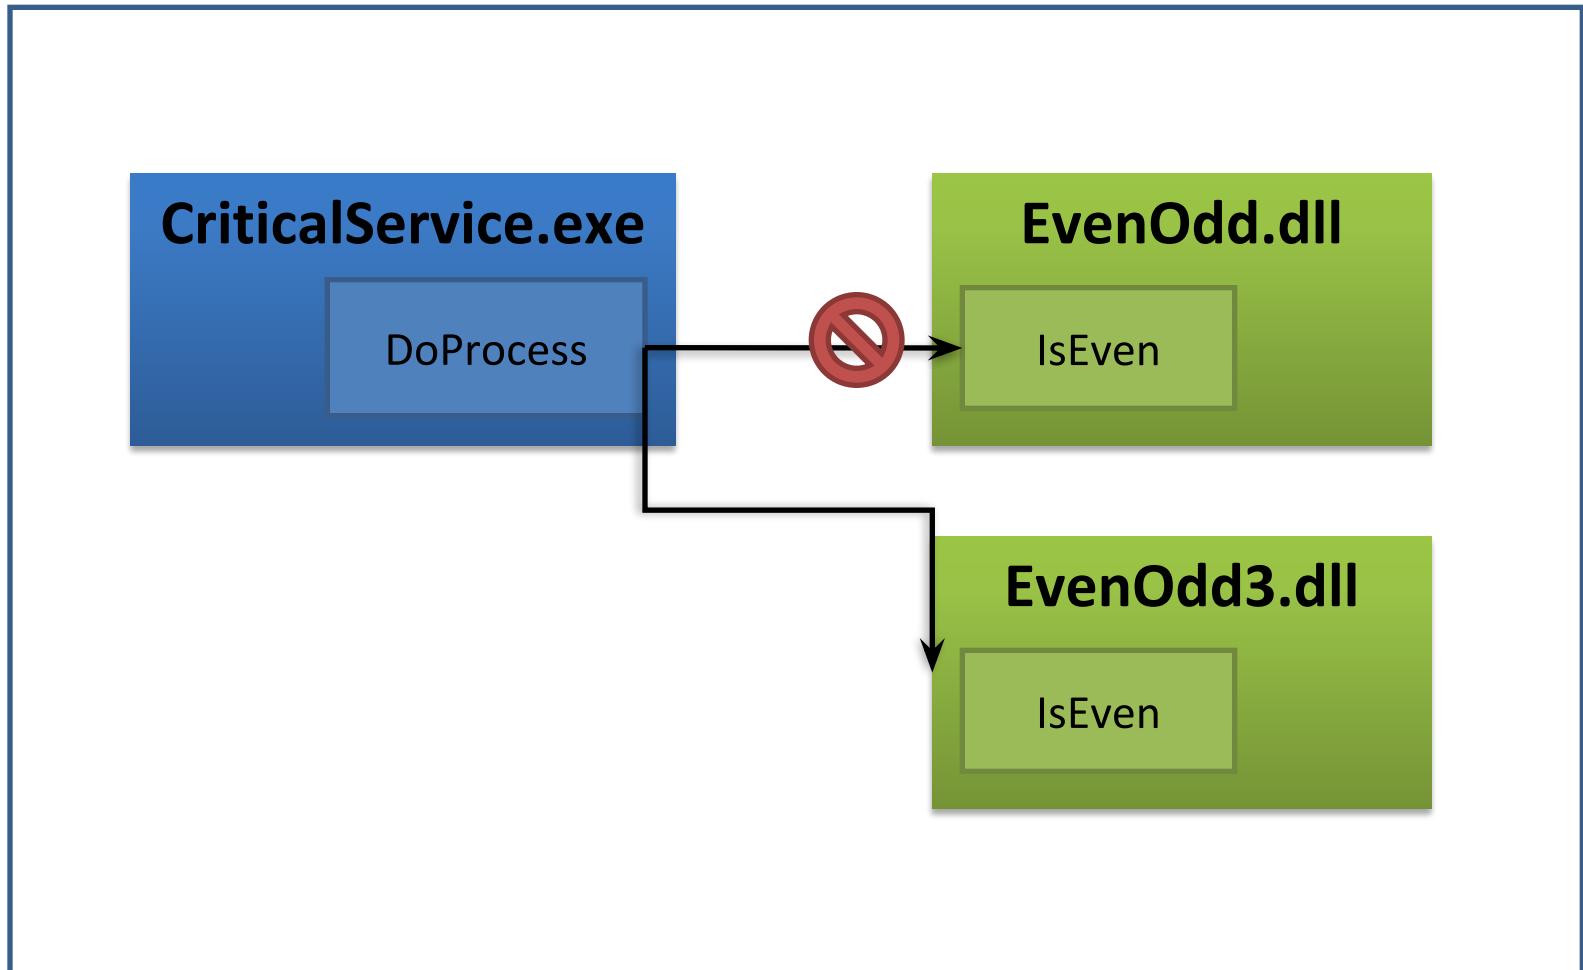 CriticalService.exe
EvenOdd.dll
DoProcess
IsEven
EvenOdd3.dll
IsEven